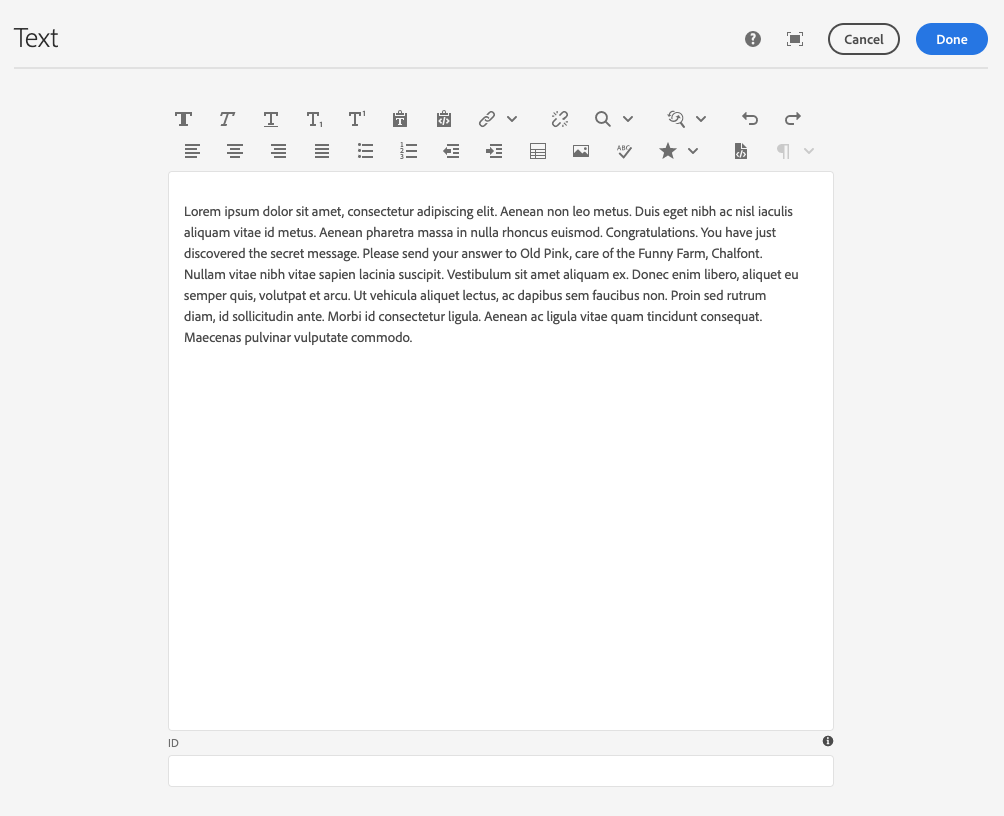 Text
Cancel
Done
Lorem ipsum dolor sit amet, consectetur adipiscing elit. Aenean non leo metus. Duis eget nibh ac nisl iaculis
aliquam vitae id metus. Aenean pharetra massa in nulla rhoncus euismod. Congratulations. You have just
discovered the secret message. Please send your answer to Old Pink, care of the Funny Farm, Chalfont.
Nullam vitae nibh vitae sapien lacinia suscipit. Vestibulum sit amet aliquam ex. Donec enim libero, aliquet eu
semper quis, volutpat et arcu. Ut vehicula aliquet lectus, ac dapibus sem faucibus non. Proin sed rutrum
diam, id sollicitudin ante. Morbi id consectetur ligula. Aenean ac ligula vitae quam tincidunt consequat.
Maecenas pulvinar vulputate commodo.
ID